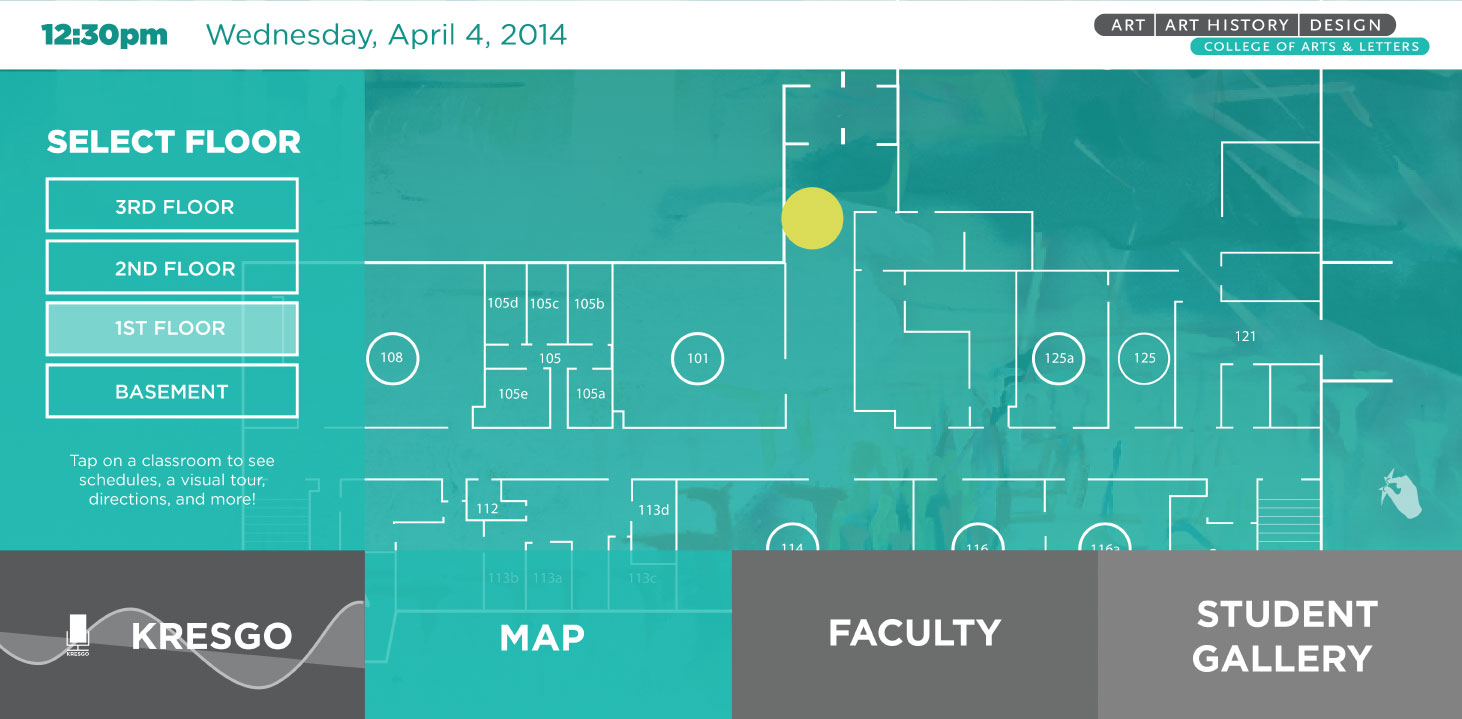 12:30pm Wednesday, April 4, 2014
ART | ART HISTORY | DESIGN
COLLEGE OF ARTS & LETTERS
SELECT FLOOR
3RD FLOOR
2ND FLOOR
1ST FLOOR
BASEMENT
Tap on a classroom to see
schedules, a visual tour,
directions, and more!
105d 105c 105b
121
108 105 101 125a 125
105e 105a
112 113d
114 116 116a
113b 113a 113c
KRESGO
KRESGO
MAP
FACULTY
STUDENT
GALLERY